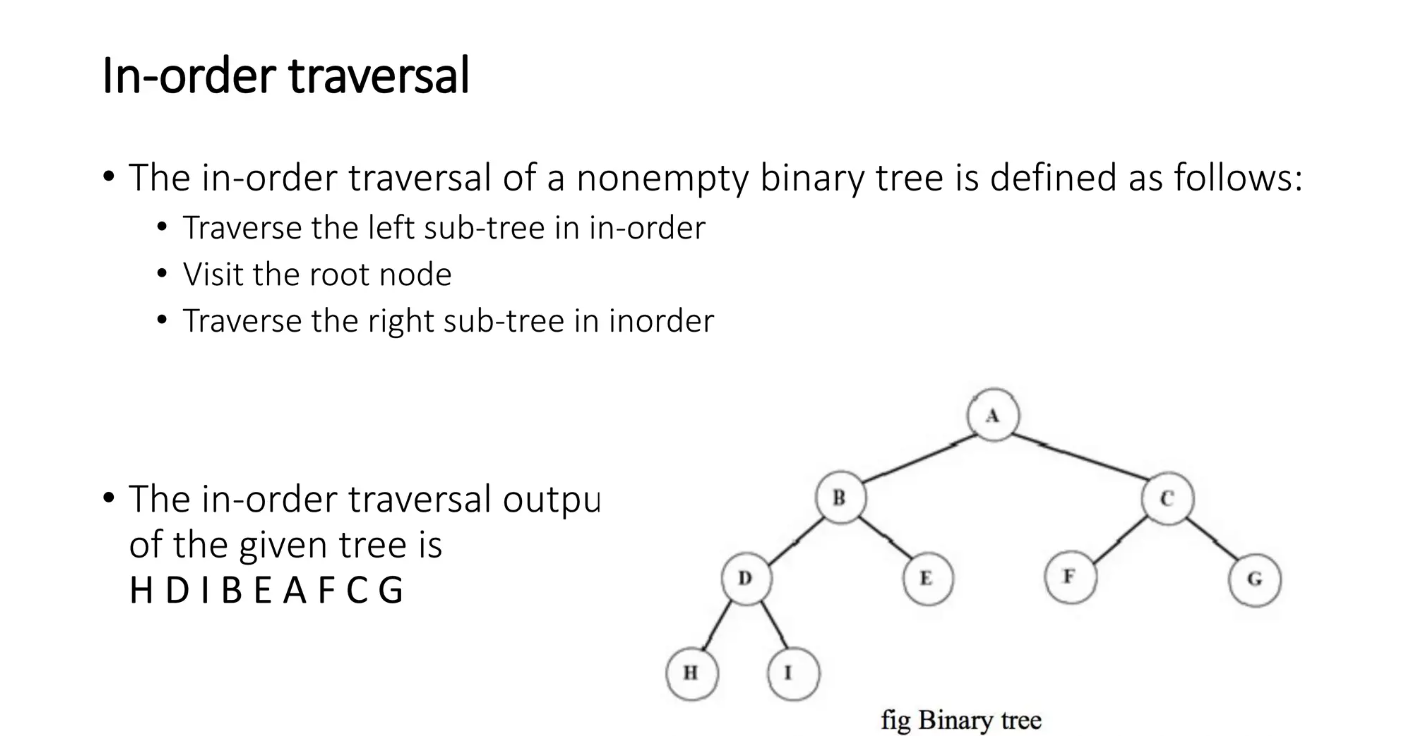 In-order traversal
• The in-order traversal of a nonempty binary tree is defined as follows:
• Traverse the left sub-tree in in-order
• Visit the root node
• Traverse the right sub-tree in inorder
• The in-order traversal outpu
of the given tree is
H D I B E A F C G
A
B
C
D
E
F
G
H
I
fig Binary tree